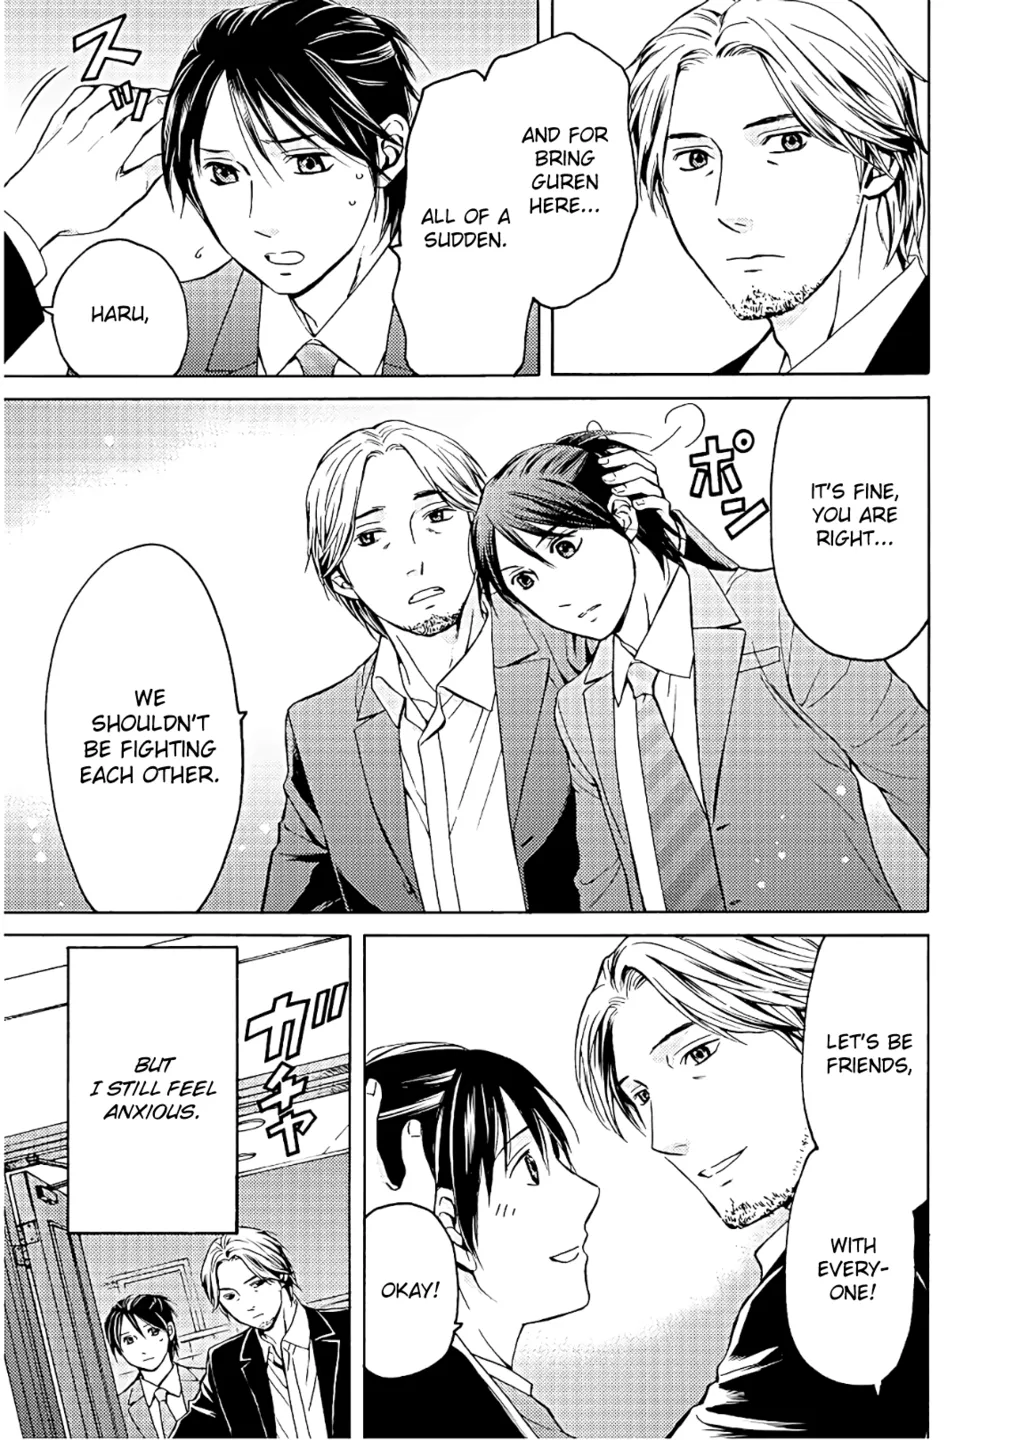 AND FOR
BRING
GUREN
HERE...
ALL OF A
SUDDEN.
スッ
HARU,
IT'S FINE,
YOU ARE
RIGHT...
ポン
WE
SHOULDN'T
BE FIGHTING
EACH OTHER.
LET'S BE
FRIENDS,
WITH
EVERY-
ONE!
OKAY!
BUT
I STILL FEEL
ANXIOUS.
ガチャ